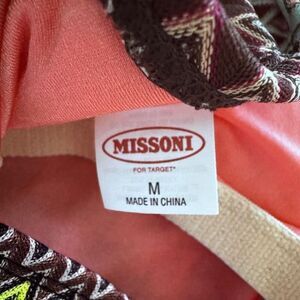 MISSONI
FOR TARGET*
M
MADE IN CHINA